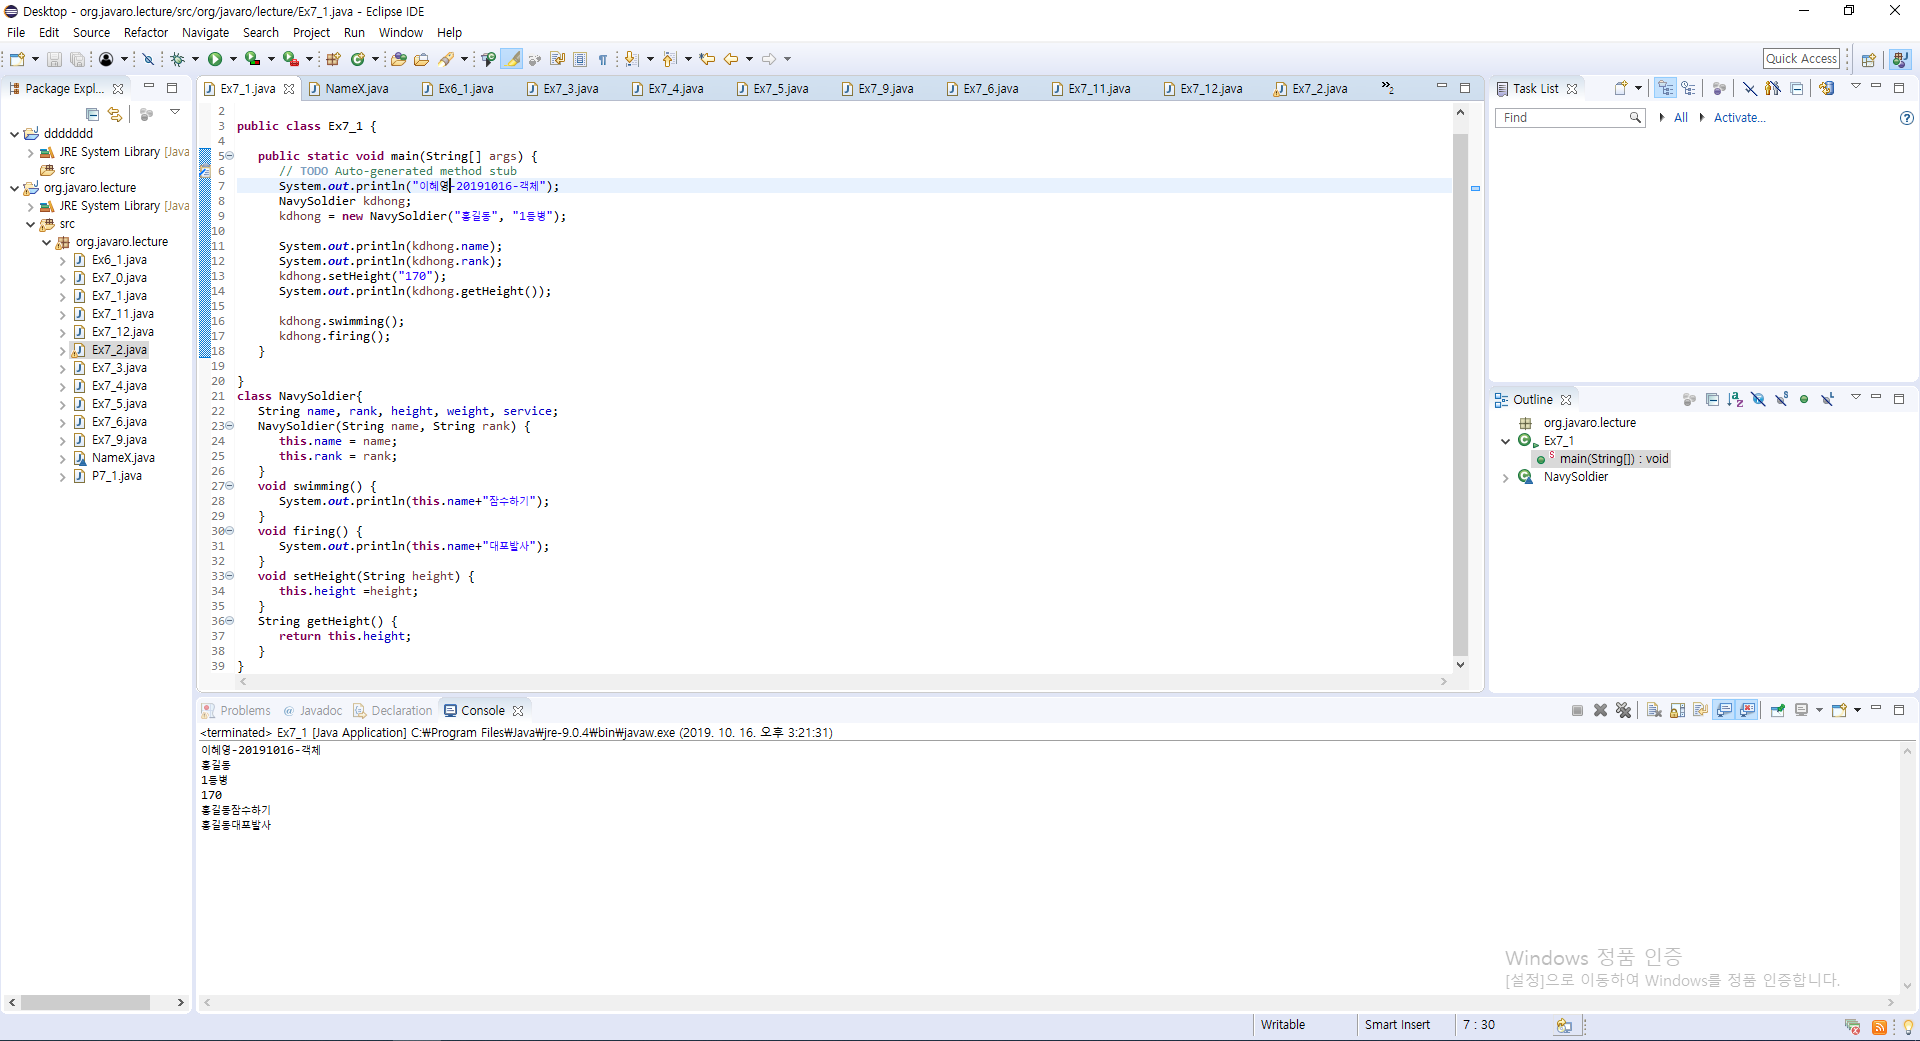 Desktop - org.javaro.lecture/src/org/javaro/lecture/Ex7_1.java - Eclipse IDE
File Edit Source Refactor Navigate Search Project Run Window Help
Quick Access
Package Expl...
ddddddd
JRE System Library [Java
src
org.javaro.lecture
JRE System Library [Java
src
org.javaro.lecture
Ex6_1.java
Ex7_0.java
Ex7_1.java
Ex7_11.java
Ex7_12.java
Ex7_2.java
Ex7_3.java
Ex7_4.java
Ex7_5.java
Ex7_6.java
Ex7_9.java
NameX.java
P7_1.java
Ex7_1.java NameX.java Ex6_1.java Ex7_3.java Ex7_4.java Ex7_5.java Ex7_9.java Ex7_6.java Ex7_11.java Ex7_12.java Ex7_2.java »2
2
3 public class Ex7_1 {
4
5 public static void main(String[] args) {
6 // TODO Auto-generated method stub
7 System.out.println("이혜영-20191016-객체");
8 NavySoldier kdhong;
9 kdhong = new NavySoldier("홍길동", "1등병");
10
11 System.out.println(kdhong.name);
12 System.out.println(kdhong.rank);
13 kdhong.setHeight("170");
14 System.out.println(kdhong.getHeight());
15
16 kdhong.swimming();
17 kdhong.firing();
18 }
19
20 }
21 class NavySoldier{
22 String name, rank, height, weight, service;
23 NavySoldier(String name, String rank) {
24 this.name = name;
25 this.rank = rank;
26 }
27 void swimming() {
28 System.out.println(this.name+"잠수하기");
29 }
30 void firing() {
31 System.out.println(this.name+"대포발사");
32 }
33 void setHeight(String height) {
34 this.height =height;
35 }
36 String getHeight() {
37 return this.height;
38 }
39 }
Task List
Find All Activate...
Outline
org.javaro.lecture
Ex7_1
main(String[]) : void
NavySoldier
Problems @ Javadoc Declaration Console
<terminated> Ex7_1 [Java Application] C:₩Program Files₩Java₩jre-9.0.4₩bin₩javaw.exe (2019. 10. 16. 오후 3:21:31)
이혜영-20191016-객체
홍길동
1등병
170
홍길동잠수하기
홍길동대포발사
Windows 정품 인증
[설정]으로 이동하여 Windows를 정품 인증합니다.
Writable Smart Insert 7 : 30